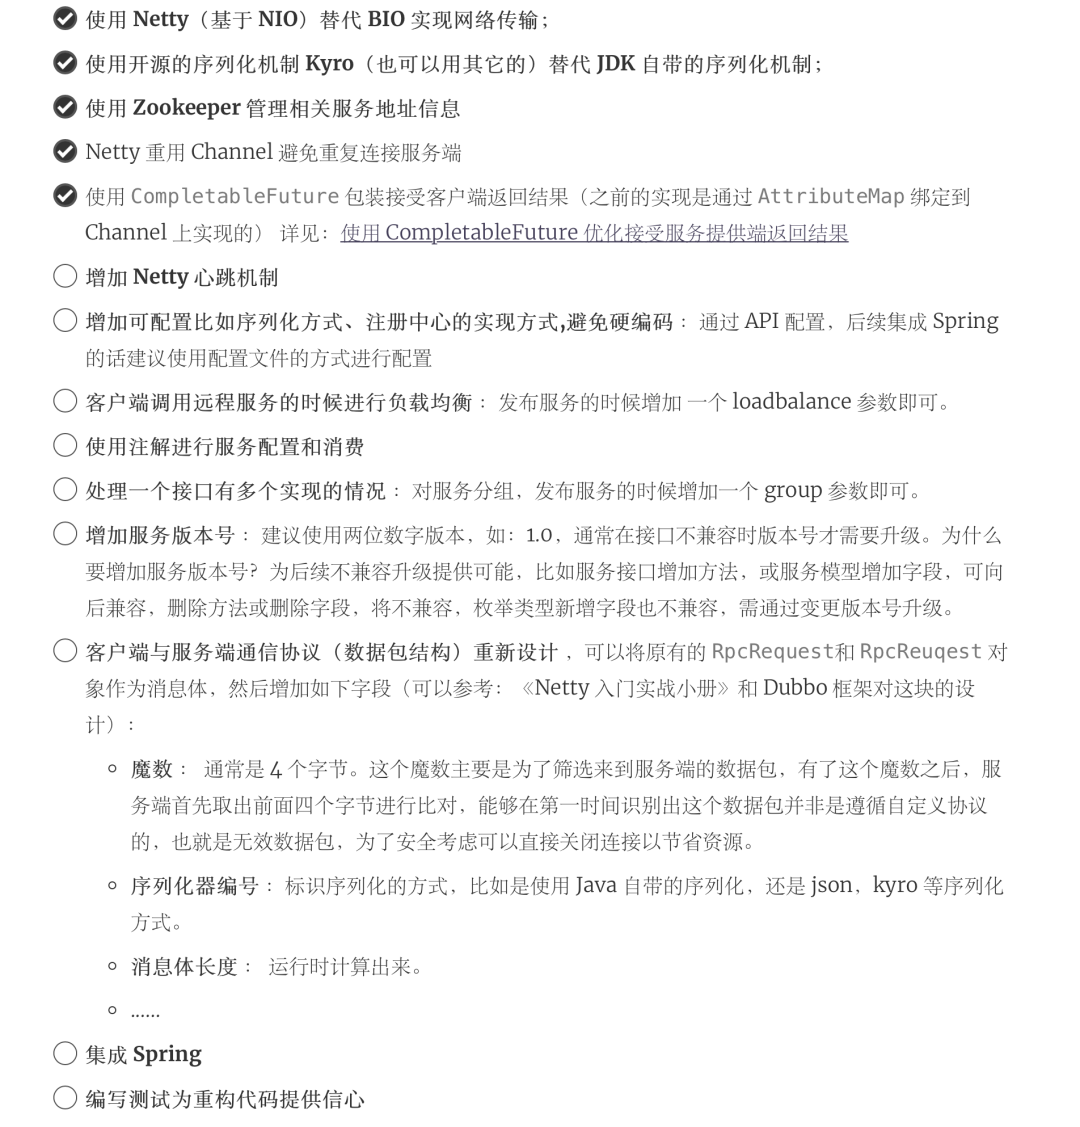 使用 Netty（基于 NIO）替代 BIO 实现网络传输；
使用开源的序列化机制 Kyro（也可以用其它的）替代 JDK 自带的序列化机制；
使用 Zookeeper 管理相关服务地址信息
Netty 重用 Channel 避免重复连接服务端
使用 CompletableFuture 包装接受客户端返回结果（之前的实现是通过 AttributeMap 绑定到
Channel 上实现的） 详见：使用 CompletableFuture 优化接受服务提供端返回结果
增加 Netty 心跳机制
增加可配置比如序列化方式、注册中心的实现方式,避免硬编码 ：通过 API 配置，后续集成 Spring
的话建议使用配置文件的方式进行配置
客户端调用远程服务的时候进行负载均衡 ：发布服务的时候增加 一个 loadbalance 参数即可。
使用注解进行服务配置和消费
处理一个接口有多个实现的情况 ：对服务分组，发布服务的时候增加一个 group 参数即可。
增加服务版本号 ：建议使用两位数字版本，如：1.0，通常在接口不兼容时版本号才需要升级。为什么
要增加服务版本号？为后续不兼容升级提供可能，比如服务接口增加方法，或服务模型增加字段，可向
后兼容，删除方法或删除字段，将不兼容，枚举类型新增字段也不兼容，需通过变更版本号升级。
客户端与服务端通信协议（数据包结构）重新设计 ，可以将原有的 RpcRequest和 RpcReuqest 对
象作为消息体，然后增加如下字段（可以参考：《Netty 入门实战小册》和 Dubbo 框架对这块的设
计）：
魔数 ： 通常是 4 个字节。这个魔数主要是为了筛选来到服务端的数据包，有了这个魔数之后，服
务端首先取出前面四个字节进行比对，能够在第一时间识别出这个数据包并非是遵循自定义协议
的，也就是无效数据包，为了安全考虑可以直接关闭连接以节省资源。
序列化器编号 ：标识序列化的方式，比如是使用 Java 自带的序列化，还是 json，kyro 等序列化
方式。
消息体长度 ： 运行时计算出来。
......
集成 Spring
编写测试为重构代码提供信心